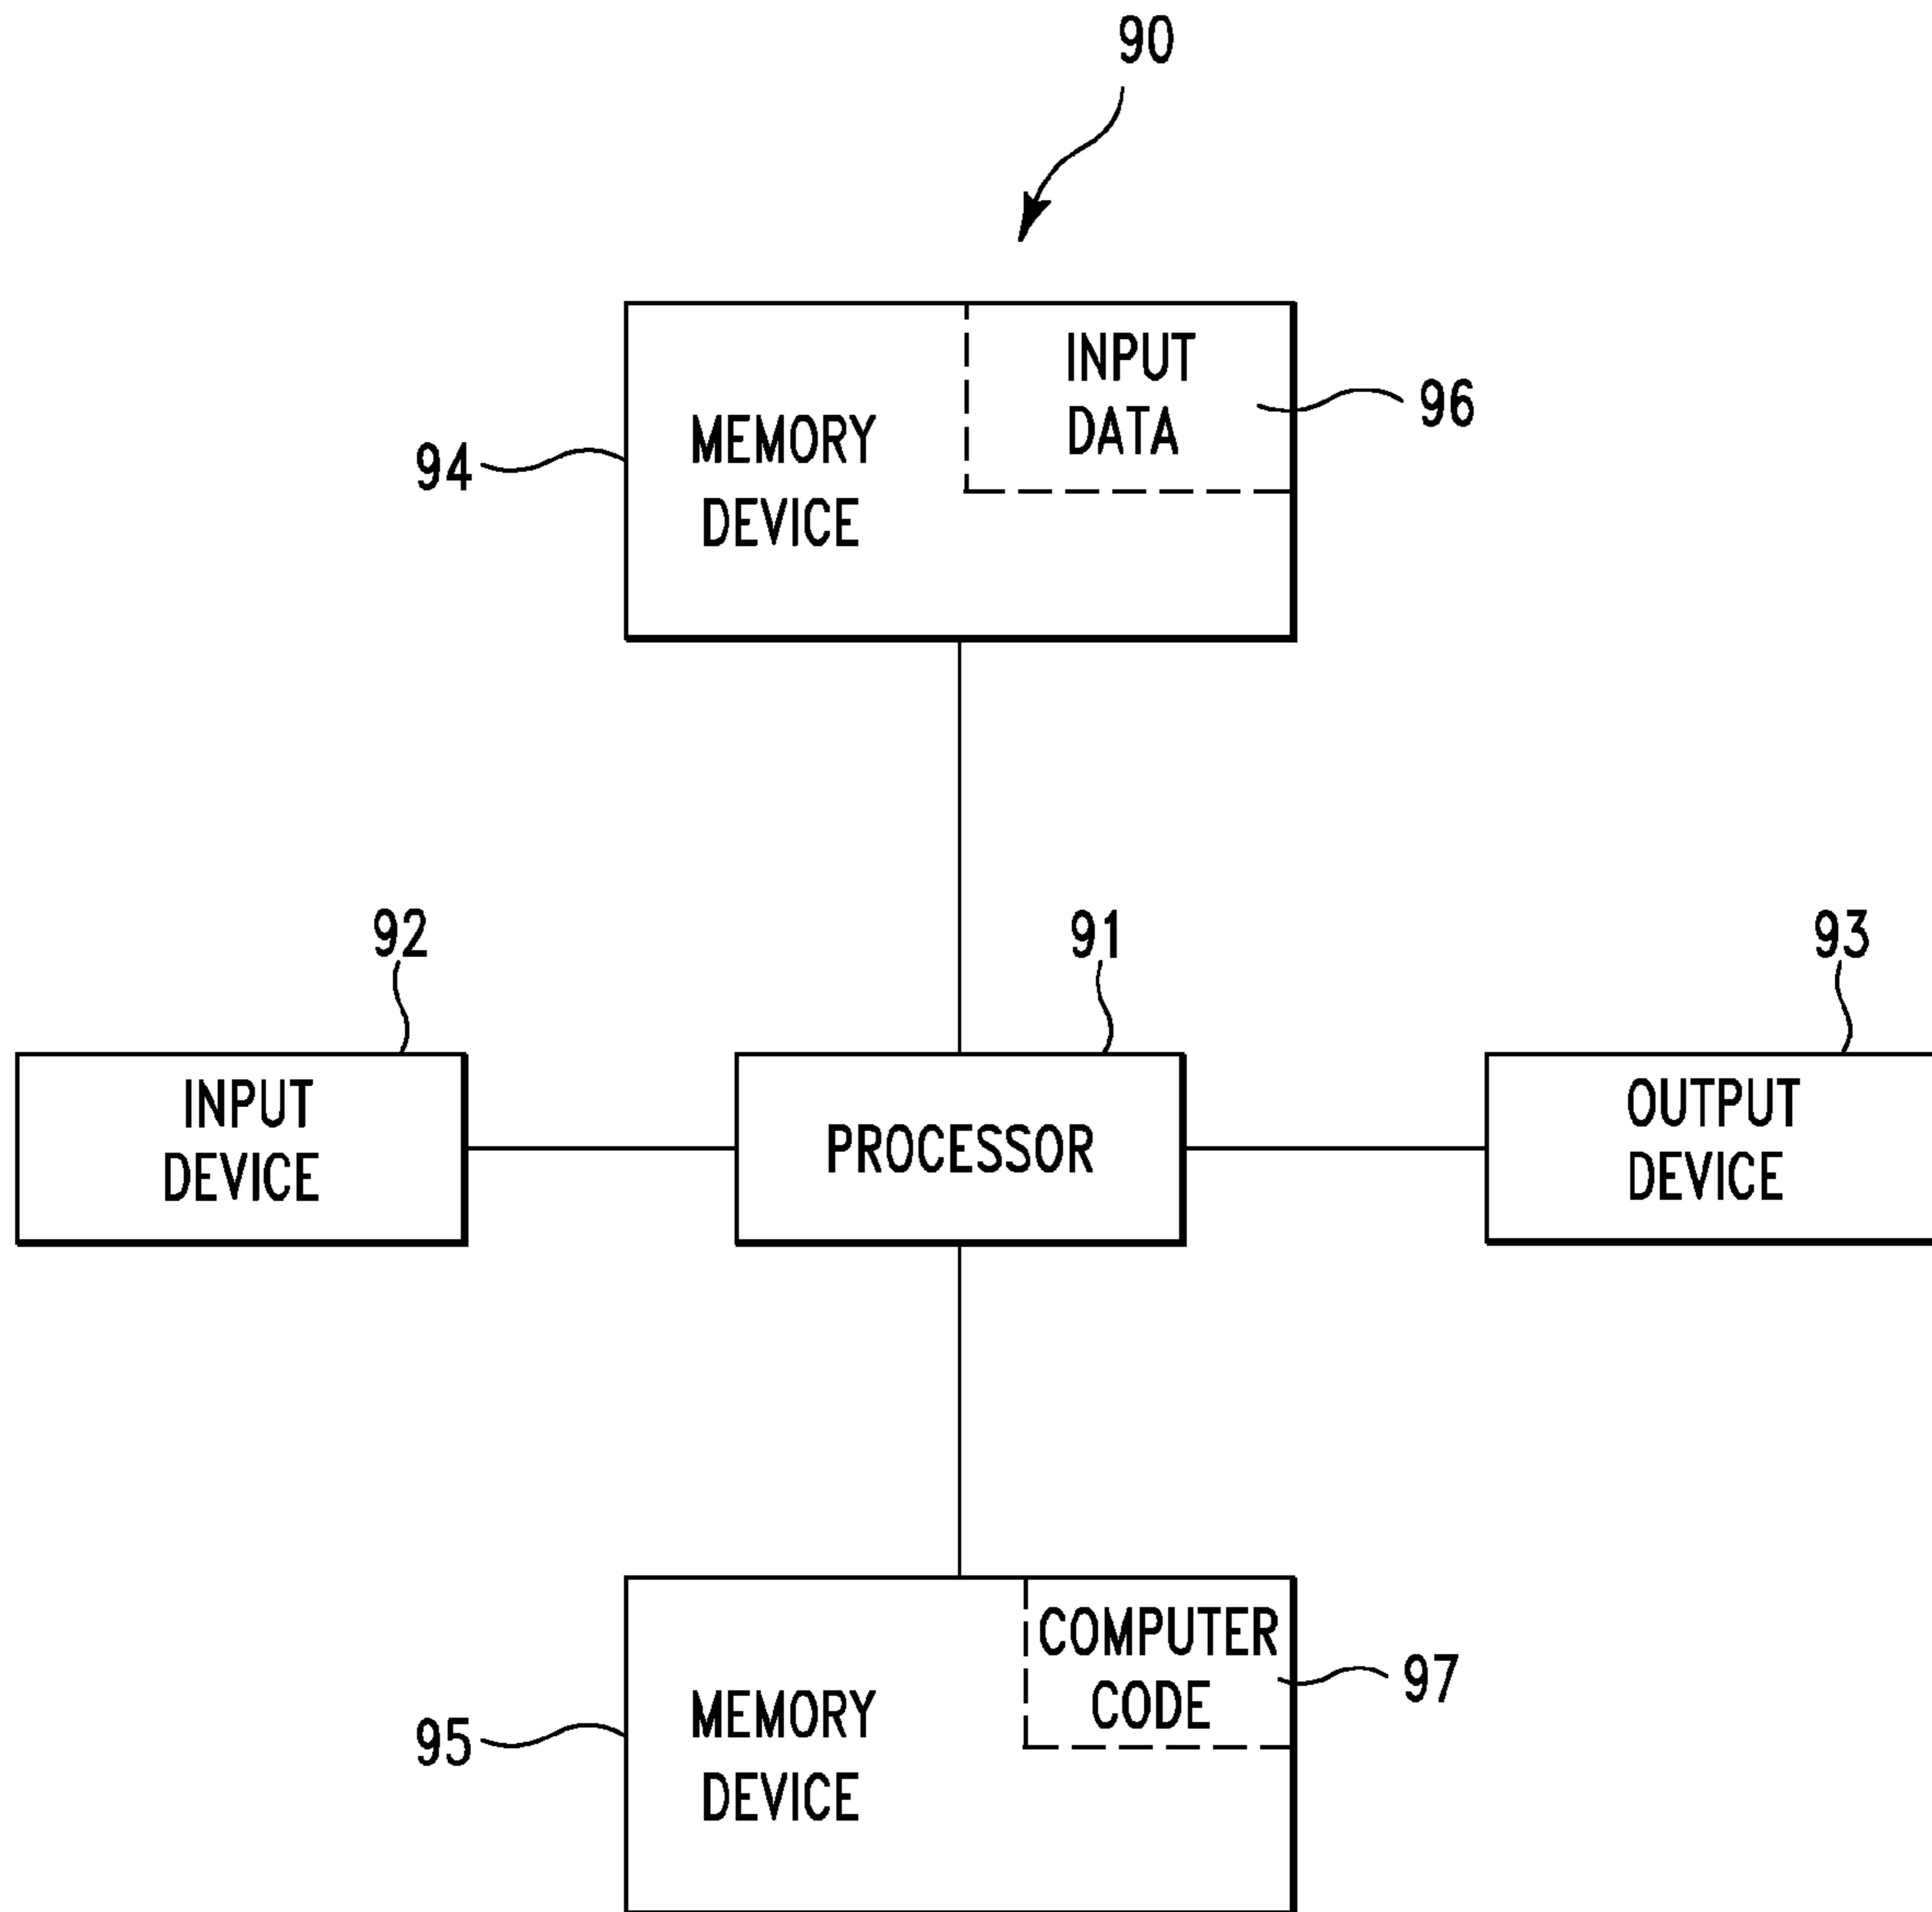 90
INPUT
DATA
96
MEMORY
DEVICE
94
92
91
93
INPUT
DEVICE
PROCESSOR
OUTPUT
DEVICE
COMPUTER
CODE
97
MEMORY
DEVICE
95